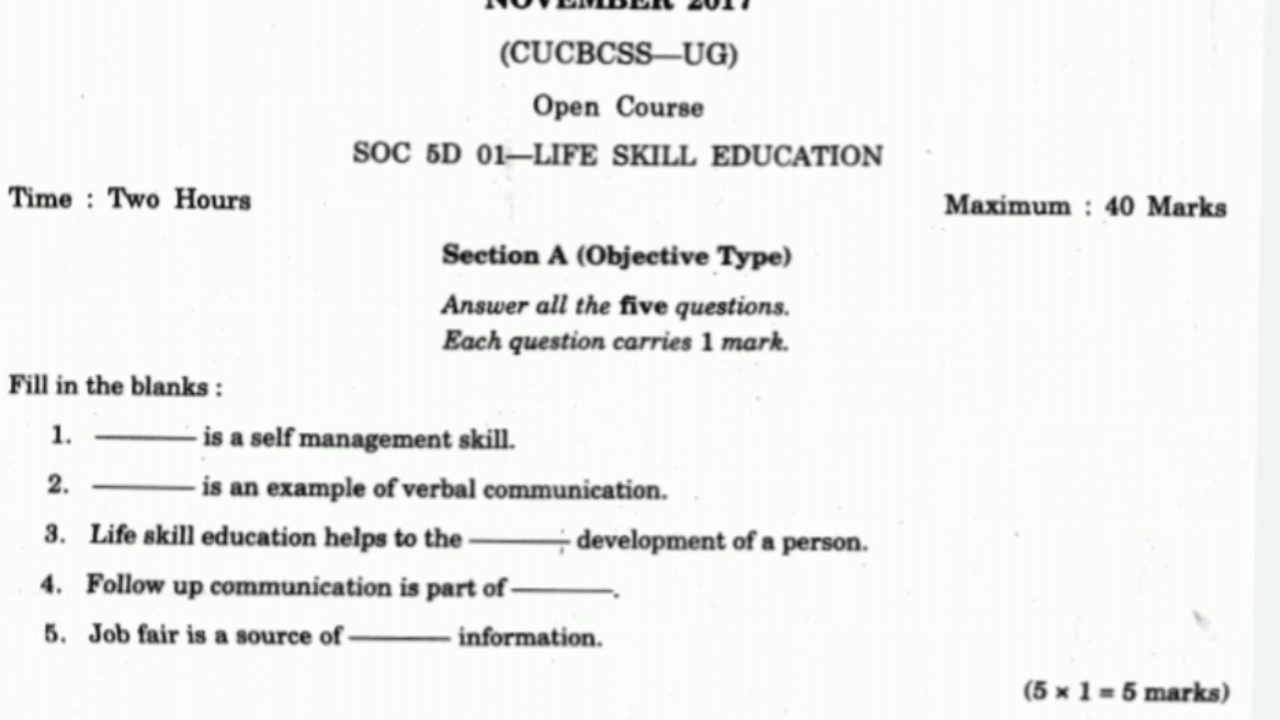 NOVEMBER 2017
(CUCBCSS—UG)
Open Course
SOC 5D 01—LIFE SKILL EDUCATION
Time : Two Hours
Maximum : 40 Marks
Section A (Objective Type)
Answer all the five questions.
Each question carries 1 mark.
Fill in the blanks :
1. ——— is a self management skill.
2. ——— is an example of verbal communication.
3. Life skill education helps to the ——— development of a person.
4. Follow up communication is part of ———.
5. Job fair is a source of ——— information.
(5 × 1 = 5 marks)